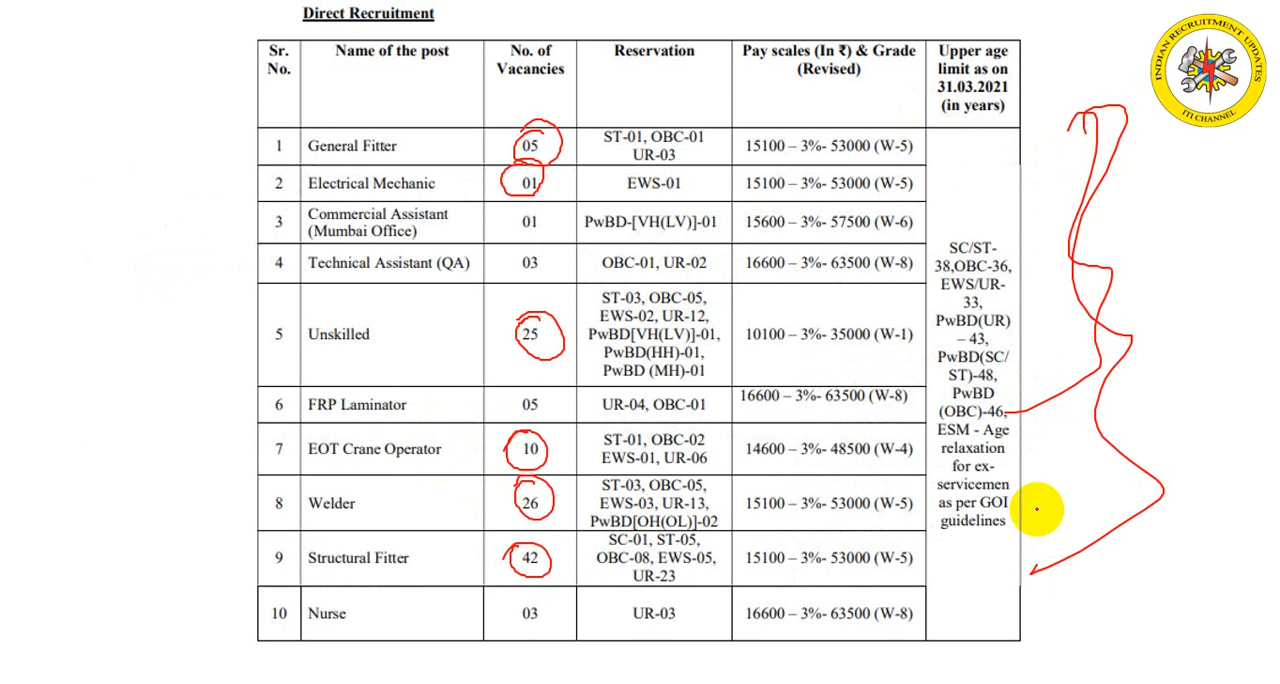 Direct Recruitment
Sr. No. Name of the post No. of Vacancies Reservation Pay scales (In ₹) & Grade (Revised) Upper age limit as on 31.03.2021 (in years)
1 General Fitter 05 ST-01, OBC-01 UR-03 15100 – 3%- 53000 (W-5)
2 Electrical Mechanic 01 EWS-01 15100 – 3%- 53000 (W-5)
3 Commercial Assistant (Mumbai Office) 01 PwBD-[VH(LV)]-01 15600 – 3%- 57500 (W-6)
4 Technical Assistant (QA) 03 OBC-01, UR-02 16600 – 3%- 63500 (W-8)
5 Unskilled 25 ST-03, OBC-05, EWS-02, UR-12, PwBD[VH(LV)]-01, PwBD(HH)-01, PwBD (MH)-01 10100 – 3%- 35000 (W-1)
6 FRP Laminator 05 UR-04, OBC-01 16600 – 3%- 63500 (W-8)
7 EOT Crane Operator 10 ST-01, OBC-02 EWS-01, UR-06 14600 – 3%- 48500 (W-4)
8 Welder 26 ST-03, OBC-05, EWS-03, UR-13, PwBD[OH(OL)]-02 15100 – 3%- 53000 (W-5)
9 Structural Fitter 42 SC-01, ST-05, OBC-08, EWS-05, UR-23 15100 – 3%- 53000 (W-5)
10 Nurse 03 UR-03 16600 – 3%- 63500 (W-8)
SC/ST-
38,OBC-36,
EWS/UR-
33,
PwBD(UR)
– 43,
PwBD(SC/
ST)-48,
PwBD
(OBC)-46,
ESM - Age
relaxation
for ex-
servicemen
as per GOI
guidelines
INDIAN RECRUITMENT UPDATES
ITI CHANNEL